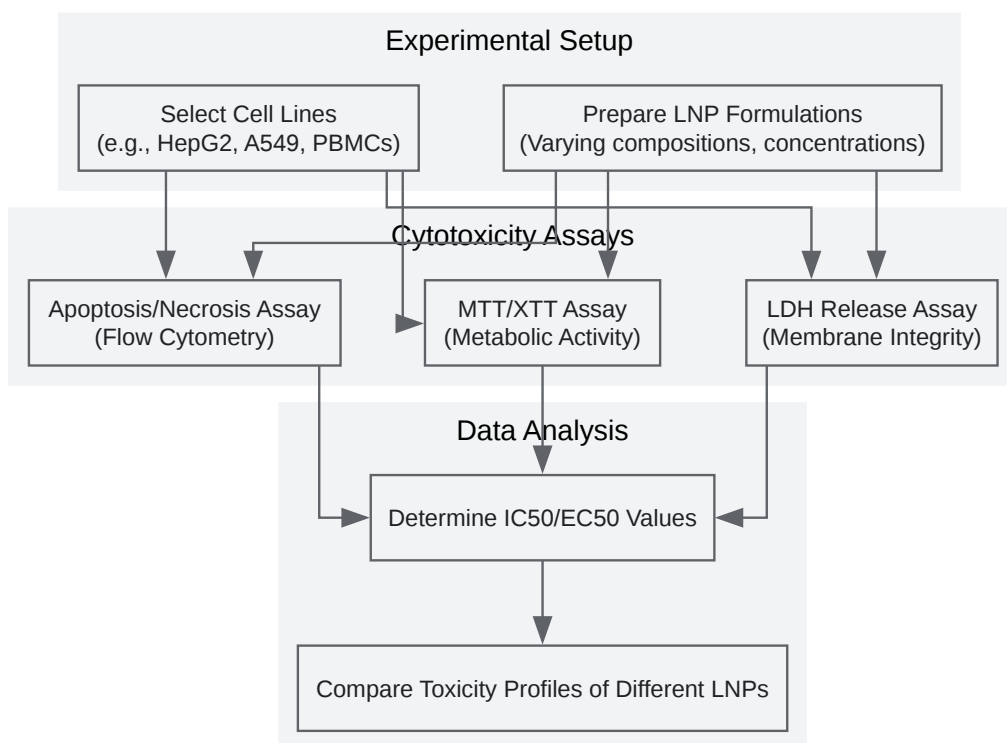 Experimental Setup
Select Cell Lines
(e.g., HepG2, A549, PBMCs)
Prepare LNP Formulations
(Varying compositions, concentrations)
Cytotoxicity Assays
Apoptosis/Necrosis Assay
(Flow Cytometry)
MTT/XTT Assay
(Metabolic Activity)
LDH Release Assay
(Membrane Integrity)
Data Analysis
Determine IC50/EC50 Values
Compare Toxicity Profiles of Different LNPs